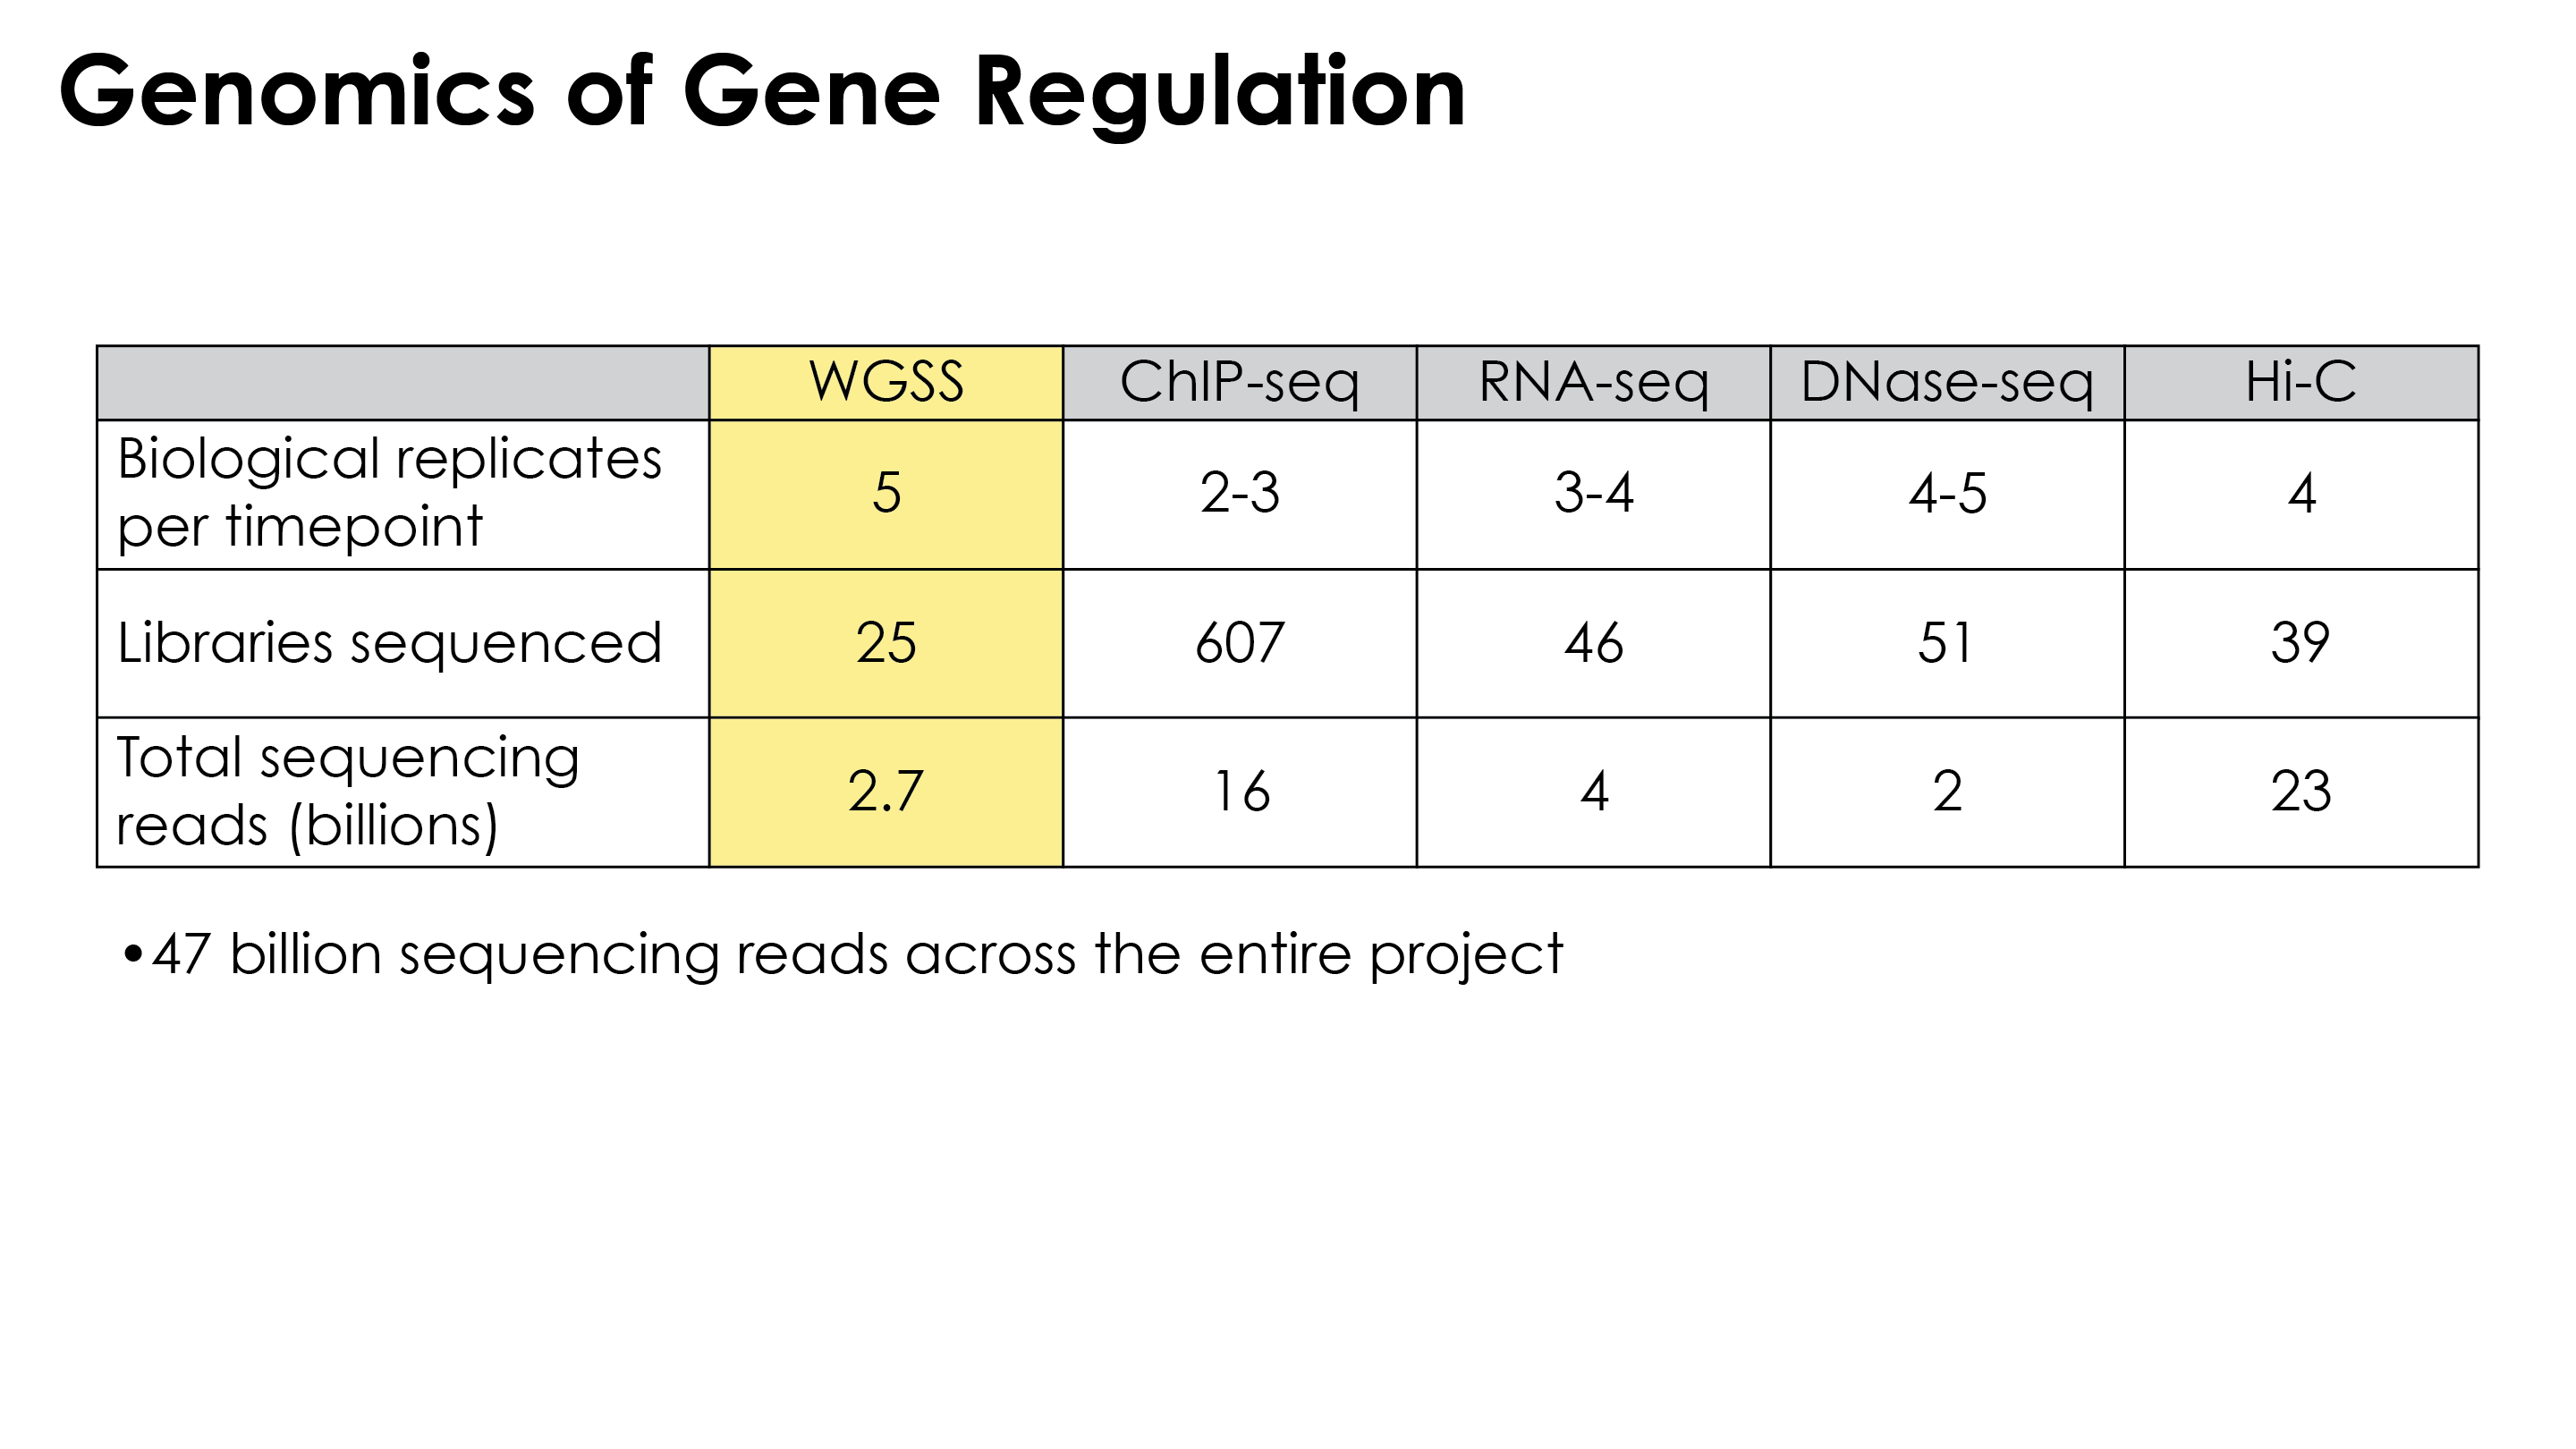 Genomics of Gene Regulation
WGSS ChIP-seq RNA-seq DNase-seq Hi-C
Biological replicates
per timepoint 5 2-3 3-4 4-5 4
Libraries sequenced 25 607 46 51 39
Total sequencing
reads (billions) 2.7 16 4 2 23
•47 billion sequencing reads across the entire project